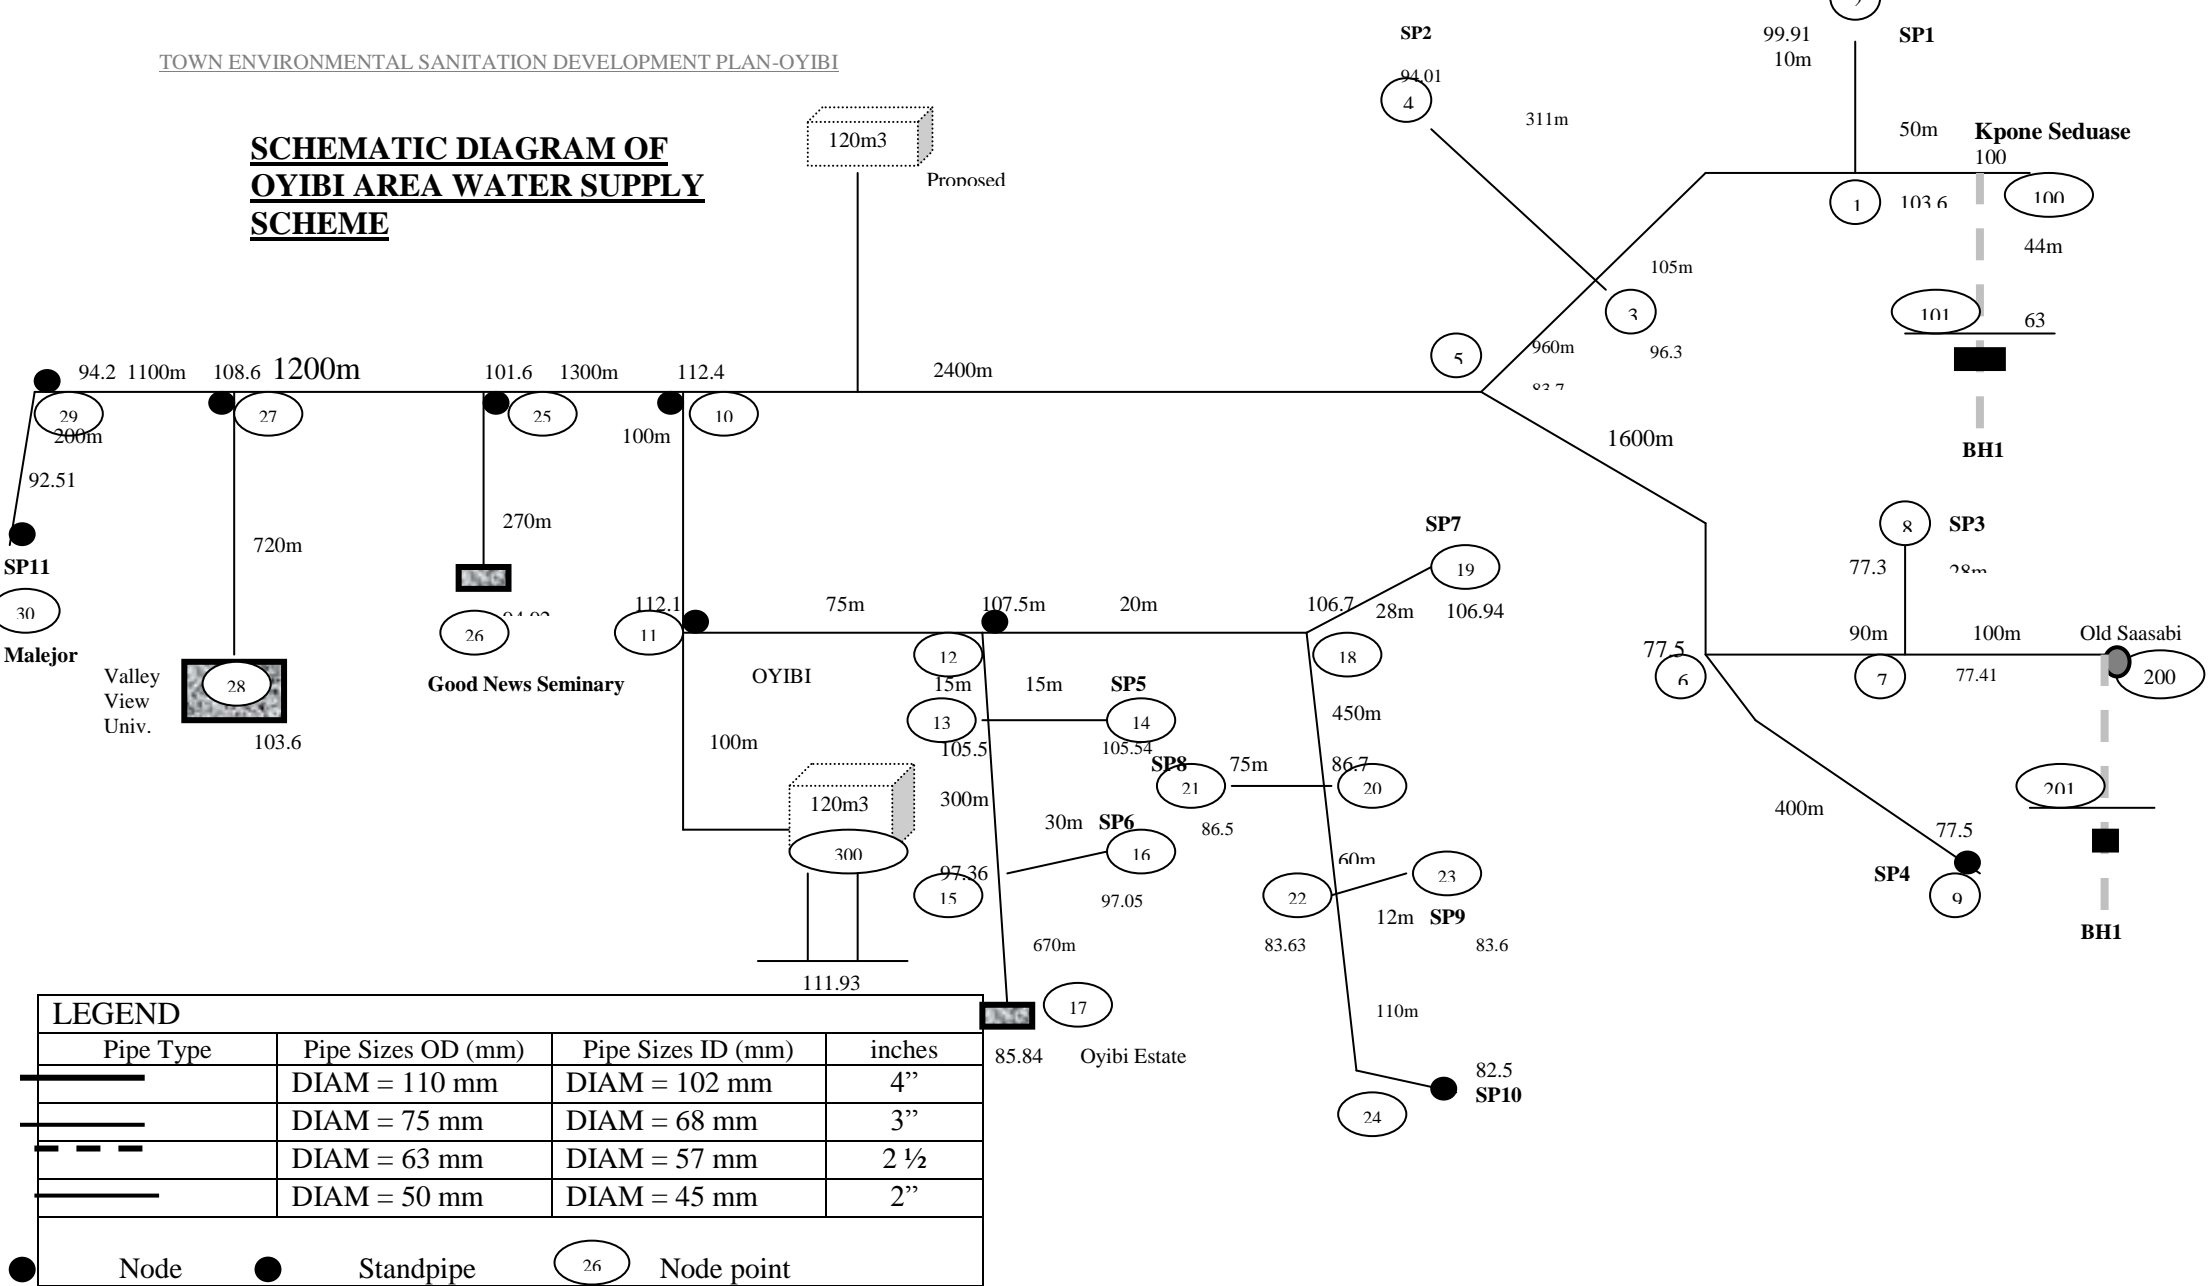 TOWN ENVIRONMENTAL SANITATION DEVELOPMENT PLAN-OYIBI
SCHEMATIC DIAGRAM OF
OYIBI AREA WATER SUPPLY
SCHEME
120m3
Proposed
SP2
94.01
4
311m
99.91
10m
SP1
50m
Kpone Seduase
100
1
103.6
100
44m
105m
3
101
63
5
960m
96.3
83.7
BH1
94.2
1100m
108.6
1200m
101.6
1300m
112.4
2400m
29
27
25
10
200m
100m
1600m
92.51
270m
720m
SP11
30
Malejor
Valley
View
Univ.
28
103.6
94.02
26
Good News Seminary
SP7
19
8
SP3
77.3
28m
112.1
75m
107.5m
20m
106.7
28m
106.94
11
12
18
90m
100m
Old Saasabi
77.5
6
7
77.41
200
OYIBI
15m
15m
SP5
13
14
105.5
105.54
450m
100m
SP8
75m
86.7
21
20
201
120m3
300m
30m
SP6
86.5
400m
77.5
300
16
60m
97.36
23
SP4
15
97.05
22
9
12m
SP9
BH1
670m
83.63
83.6
111.93
17
110m
85.84
Oyibi Estate
82.5
SP10
24
LEGEND
Pipe Type
Pipe Sizes OD (mm)
Pipe Sizes ID (mm)
inches
DIAM = 110 mm
DIAM = 102 mm
4”
DIAM = 75 mm
DIAM = 68 mm
3”
DIAM = 63 mm
DIAM = 57 mm
2 ½
DIAM = 50 mm
DIAM = 45 mm
2”
Node
Standpipe
26
Node point